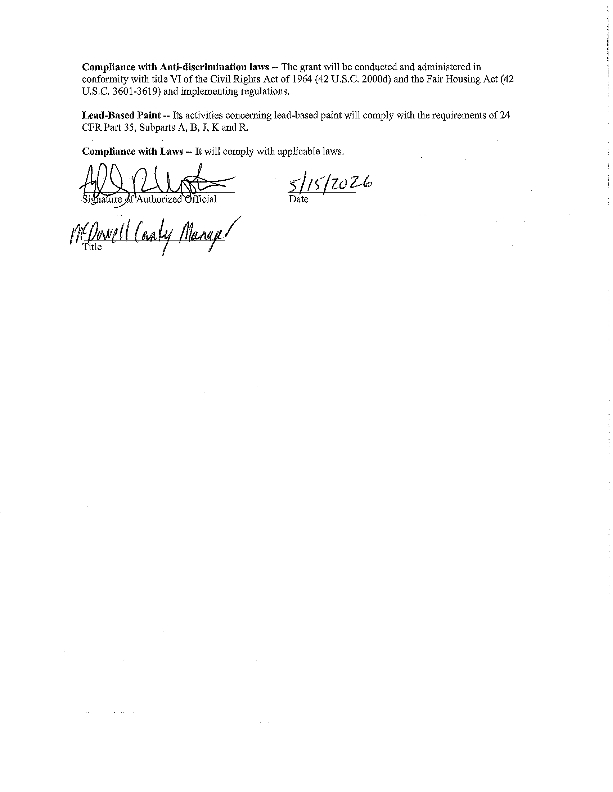 Compliance with Anti-discrimination laws -- The grant will be conducted and administered in
conformity with title VI of the Civil Rights Act of 1964 (42 U.S.C. 2000d) and the Fair Housing Act (42
U.S.C. 3601-3619) and implementing regulations.
Lead-Based Paint -- Its activities concerning lead-based paint will comply with the requirements of 24
CFR Part 35, Subparts A, B, J, K and R.
Compliance with Laws -- It will comply with applicable laws.
5/15/2026
Signature of Authorized Official Date
McDowell County Manager
Title